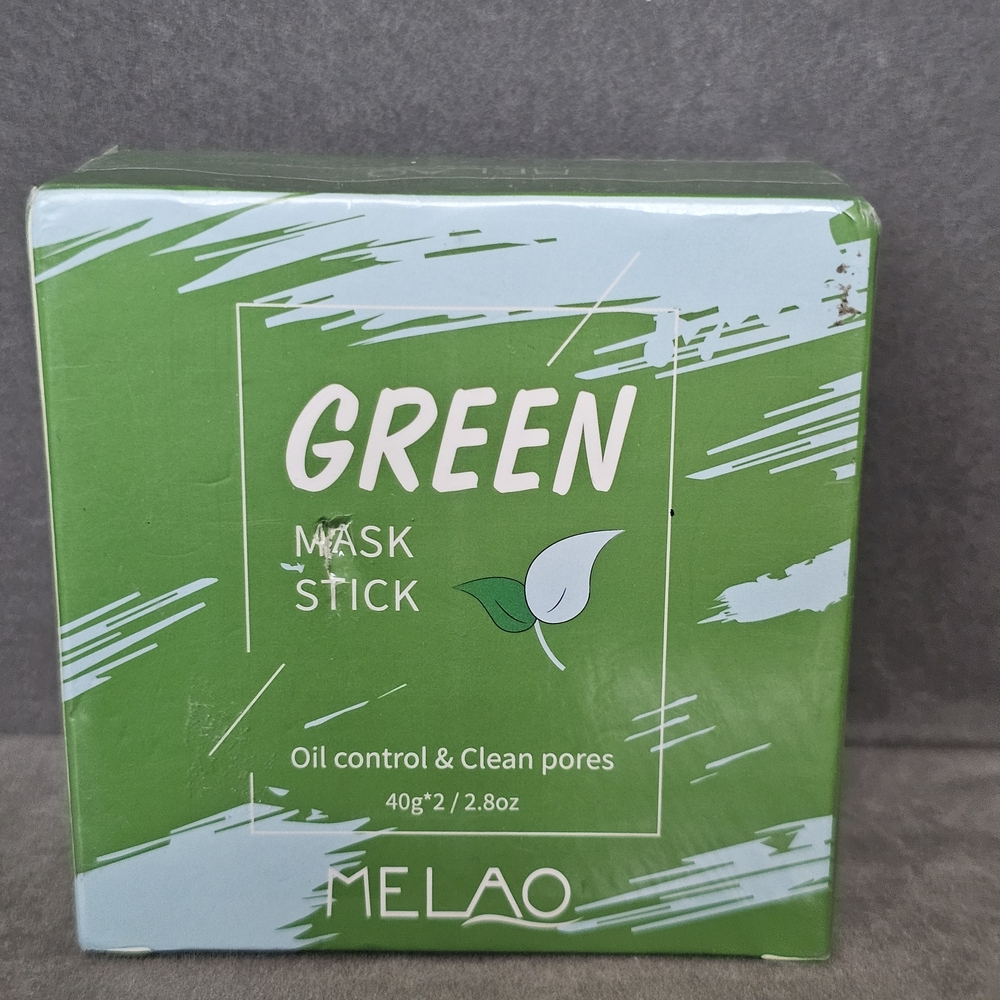 GREEN
MASK
STICK
Oil control & Clean pores
40g*2 / 2.8oz
MELAO